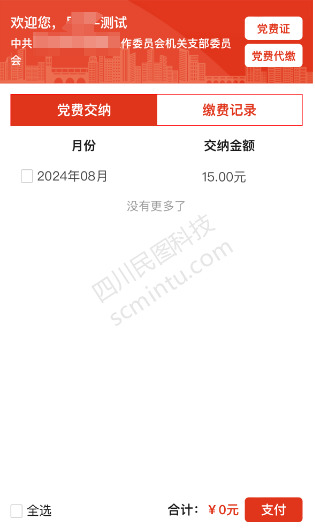 欢迎您，
-测试
党费证
中共
作委员会机关支部委员
会
党费代缴
党费交纳
缴费记录
月份
交纳金额
2024年08月
15.00元
没有更多了
四川民图科技
scmintu.com
全选
合计：￥0元
支付